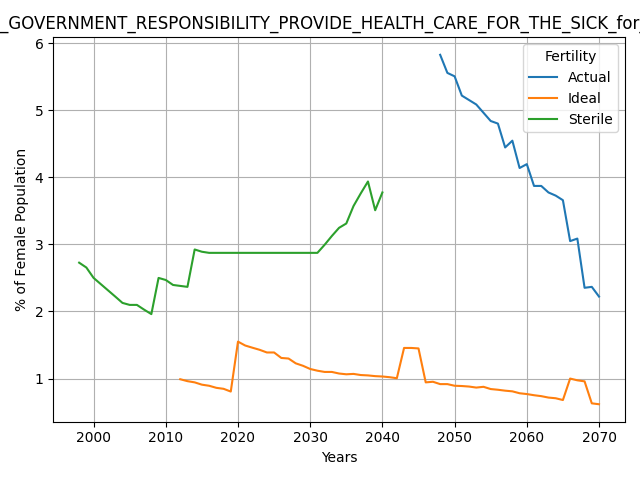 _GOVERNMENT_RESPONSIBILITY_PROVIDE_HEALTH_CARE_FOR_THE_SICK_for_
Fertility
Actual
Ideal
Sterile
% of Female Population
6
5
4
3
2
1
2000 2010 2020 2030 2040 2050 2060 2070
Years